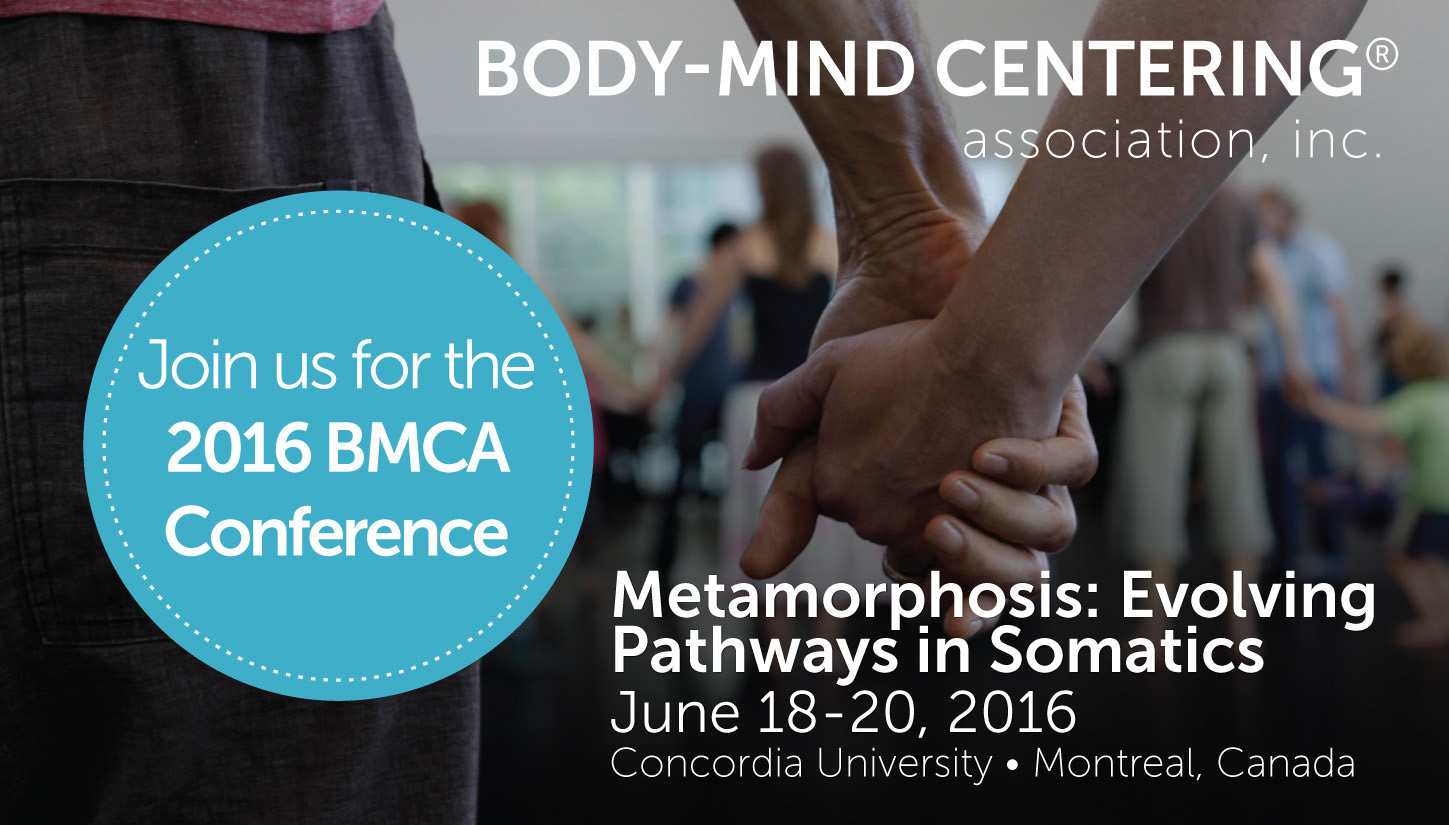 BODY-MIND CENTERING®
association, inc.
Join us for the
2016 BMCA
Conference
Metamorphosis: Evolving
Pathways in Somatics
June 18-20, 2016
Concordia University • Montreal, Canada